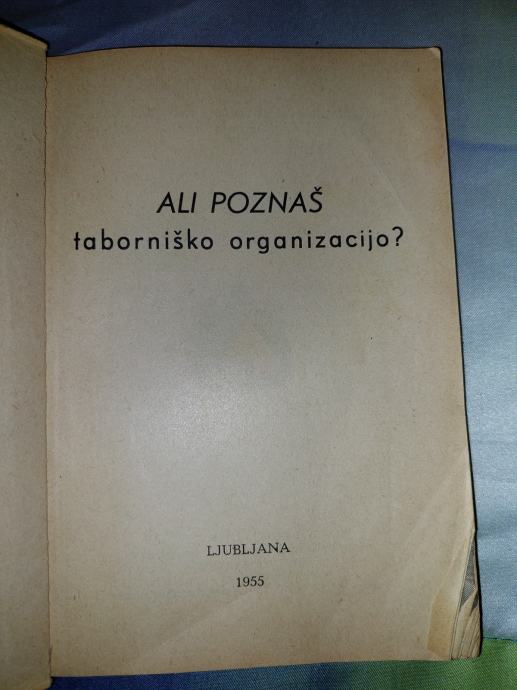 ALI POZNAŠ
taborniško organizacijo?
LJUBLJANA
1955